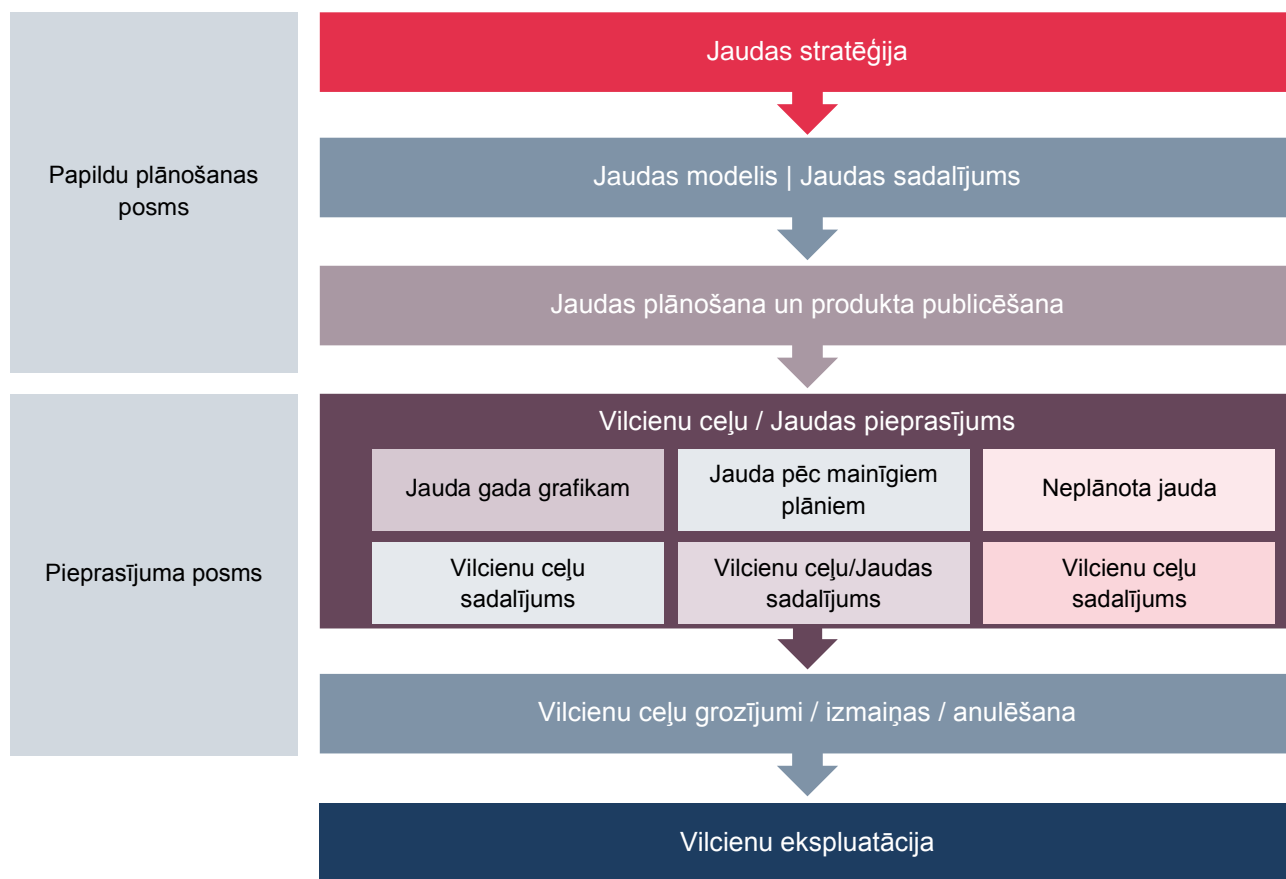 Papildu plānošanas
posms
Jaudas stratēģija
Jaudas modelis | Jaudas sadalījums
Jaudas plānošana un produkta publicēšana
Pieprasījuma posms
Vilcienu ceļu / Jaudas pieprasījums
Jauda gada grafikam
Jauda pēc mainīgiem
plāniem
Neplānota jauda
Vilcienu ceļu
sadalījums
Vilcienu ceļu/Jaudas
sadalījums
Vilcienu ceļu
sadalījums
Vilcienu ceļu grozījumi / izmaiņas / anulēšana
Vilcienu ekspluatācija